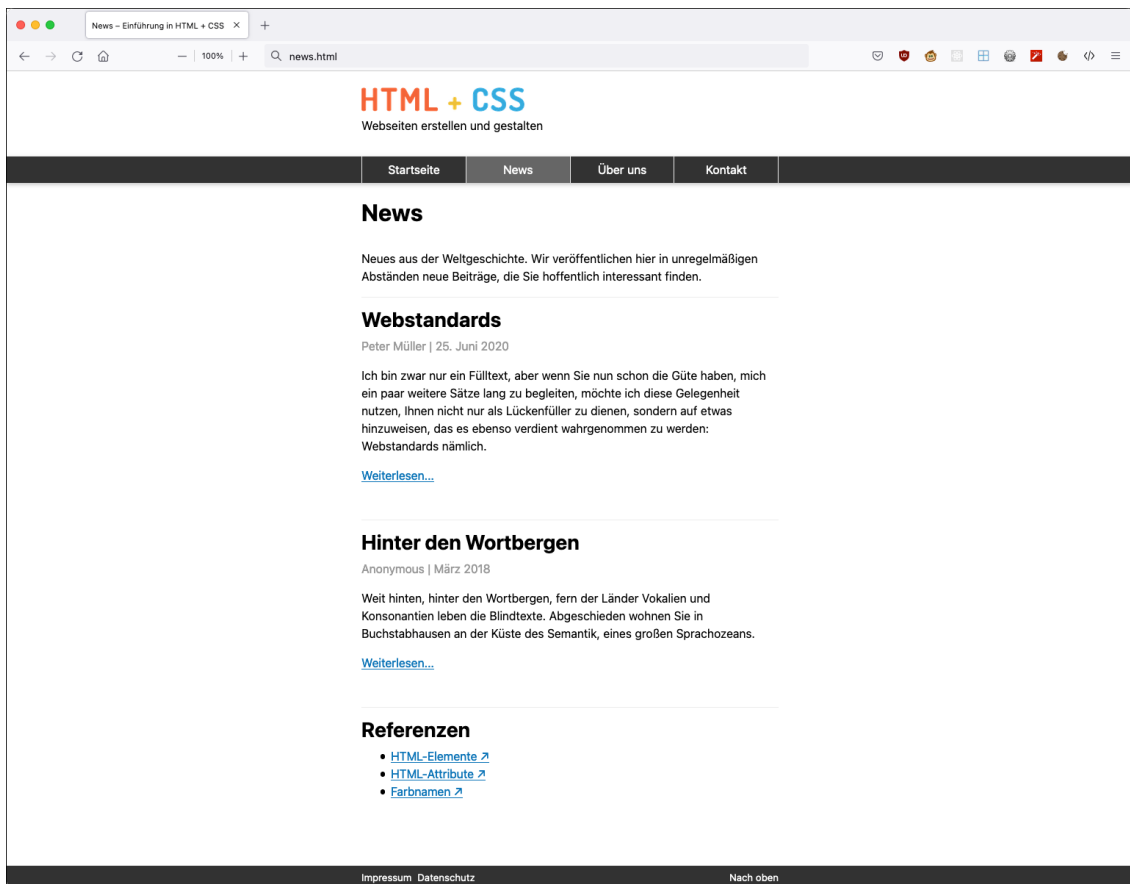 News – Einführung in HTML + CSS
100%
news.html
HTML + CSS
Webseiten erstellen und gestalten
Startseite News Über uns Kontakt
News
Neues aus der Weltgeschichte. Wir veröffentlichen hier in unregelmäßigen
Abständen neue Beiträge, die Sie hoffentlich interessant finden.
Webstandards
Peter Müller | 25. Juni 2020
Ich bin zwar nur ein Fülltext, aber wenn Sie nun schon die Güte haben, mich
ein paar weitere Sätze lang zu begleiten, möchte ich diese Gelegenheit
nutzen, Ihnen nicht nur als Lückenfüller zu dienen, sondern auf etwas
hinzuweisen, das es ebenso verdient wahrgenommen zu werden:
Webstandards nämlich.
Weiterlesen...
Hinter den Wortbergen
Anonymous | März 2018
Weit hinten, hinter den Wortbergen, fern der Länder Vokalien und
Konsonantien leben die Blindtexte. Abgeschieden wohnen Sie in
Buchstabhausen an der Küste des Semantik, eines großen Sprachozeans.
Weiterlesen...
Referenzen
• HTML-Elemente ↗
• HTML-Attribute ↗
• Farbnamen ↗
Impressum Datenschutz Nach oben